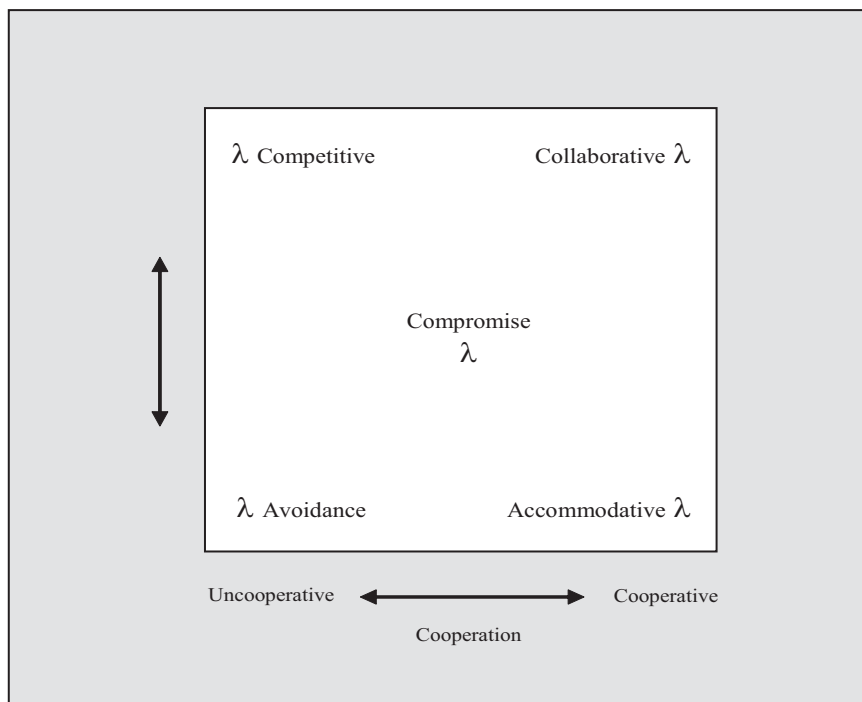 λ Competitive Collaborative λ
Compromise
λ
λ Avoidance Accommodative λ
Uncooperative Cooperative
Cooperation